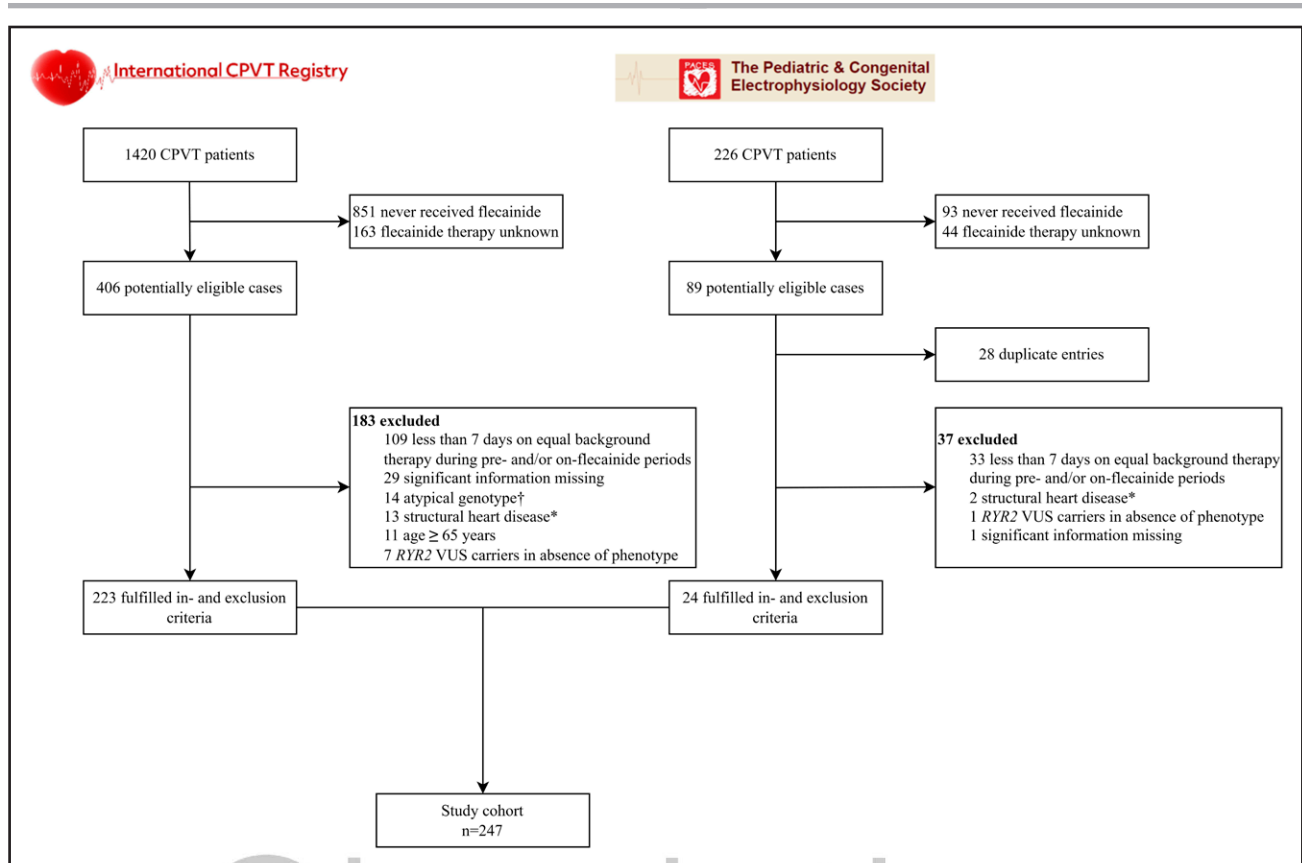 International CPVT Registry
PACES
The Pediatric & Congenital
Electrophysiology Society
1420 CPVT patients
851 never received flecainide
163 flecainide therapy unknown
406 potentially eligible cases
183 excluded
109 less than 7 days on equal background
therapy during pre- and/or on-flecainide periods
29 significant information missing
14 atypical genotype†
13 structural heart disease*
11 age ≥ 65 years
7 RYR2 VUS carriers in absence of phenotype
223 fulfilled in- and exclusion
criteria
226 CPVT patients
93 never received flecainide
44 flecainide therapy unknown
89 potentially eligible cases
28 duplicate entries
37 excluded
33 less than 7 days on equal background therapy
during pre- and/or on-flecainide periods
2 structural heart disease*
1 RYR2 VUS carriers in absence of phenotype
1 significant information missing
24 fulfilled in- and exclusion
criteria
Study cohort
n=247